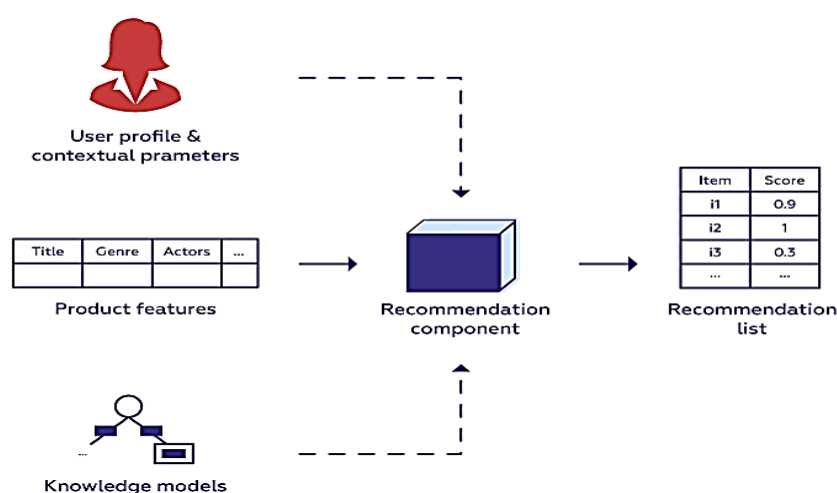 User profile &
contextual prameters
Title Genre Actors ...
Product features
...
Knowledge models
Recommendation
component
Item Score
i1 0.9
i2 1
i3 0.3
... ...
Recommendation
list